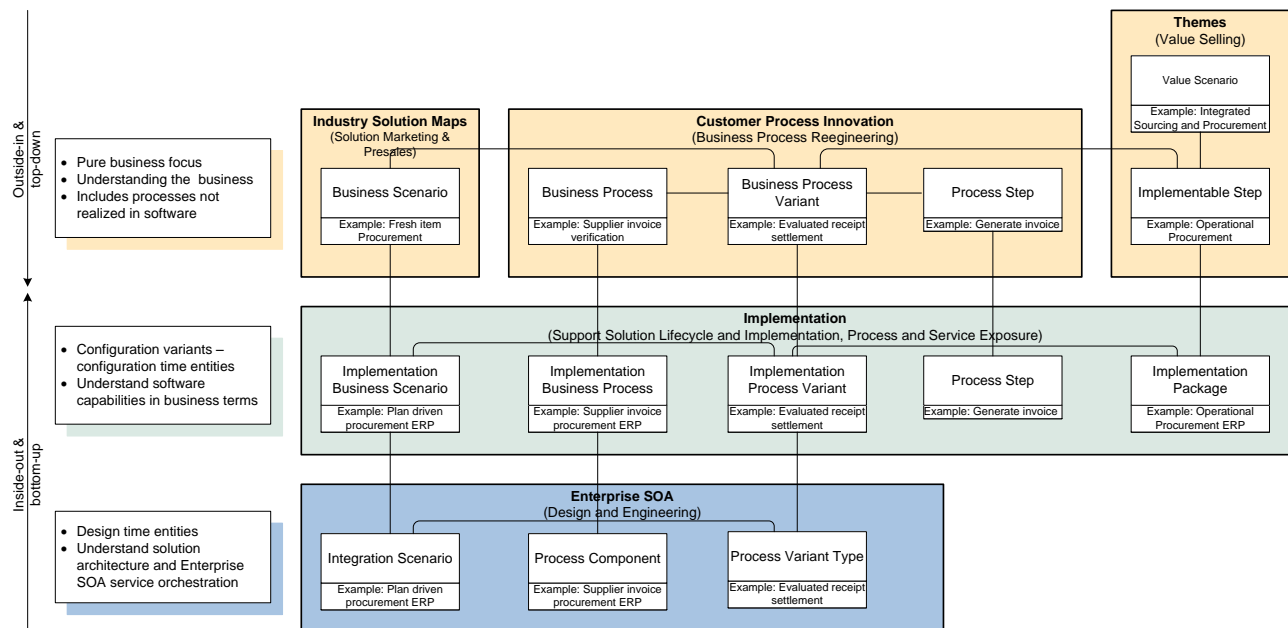 Themes
(Value Selling)
Value Scenario
Example: Integrated
Sourcing and Procurement
Industry Solution Maps
(Solution Marketing &
Presales)
Customer Process Innovation
(Business Process Reegineering)
Outside-in &
top-down
• Pure business focus
• Understanding the business
• Includes processes not
realized in software
Business Scenario
Example: Fresh item
Procurement
Business Process
Example: Supplier invoice
verification
Business Process
Variant
Example: Evaluated receipt
settlement
Process Step
Example: Generate invoice
Implementable Step
Example: Operational
Procurement
Implementation
(Support Solution Lifecycle and Implementation, Process and Service Exposure)
• Configuration variants –
configuration time entities
• Understand software
capabilities in business terms
Implementation
Business Scenario
Example: Plan driven
procurement ERP
Implementation
Business Process
Example: Supplier invoice
procurement ERP
Implementation
Process Variant
Example: Evaluated receipt
settlement
Process Step
Example: Generate invoice
Implementation
Package
Example: Operational
Procurement ERP
Inside-out &
bottom-up
Enterprise SOA
(Design and Engineering)
• Design time entities
• Understand solution
architecture and Enterprise
SOA service orchestration
Integration Scenario
Example: Plan driven
procurement ERP
Process Component
Example: Supplier invoice
procurement ERP
Process Variant Type
Example: Evaluated receipt
settlement